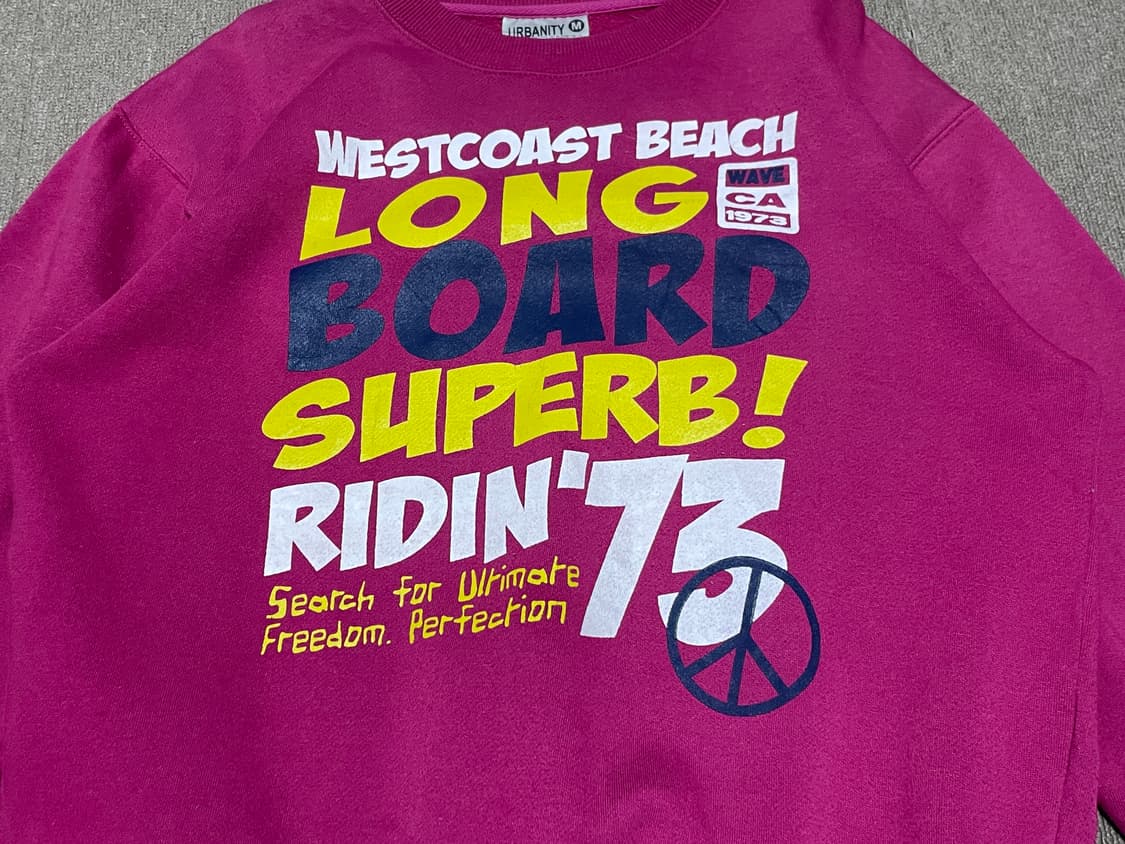 URBANITY M
WESTCOAST BEACH
LONG
WAVE
CA
1973
BOARD
SUPERB!
RIDIN' '73
Search for Ultimate
Freedom. Perfection